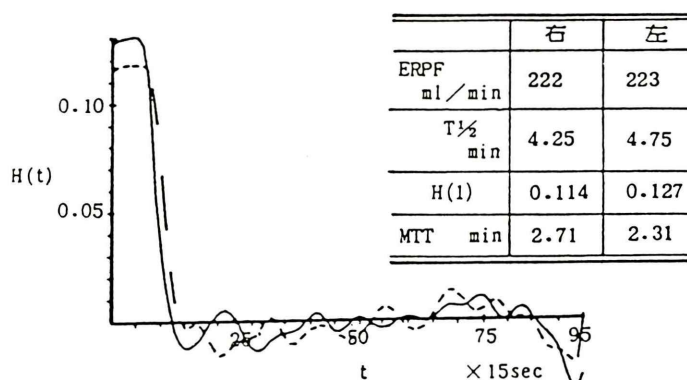 0.10
H(t)
0.05
25
50
75
95
t
×15sec
右 左
ERPF
ml/min 222 223
T½
min 4.25 4.75
H(1) 0.114 0.127
MTT min 2.71 2.31